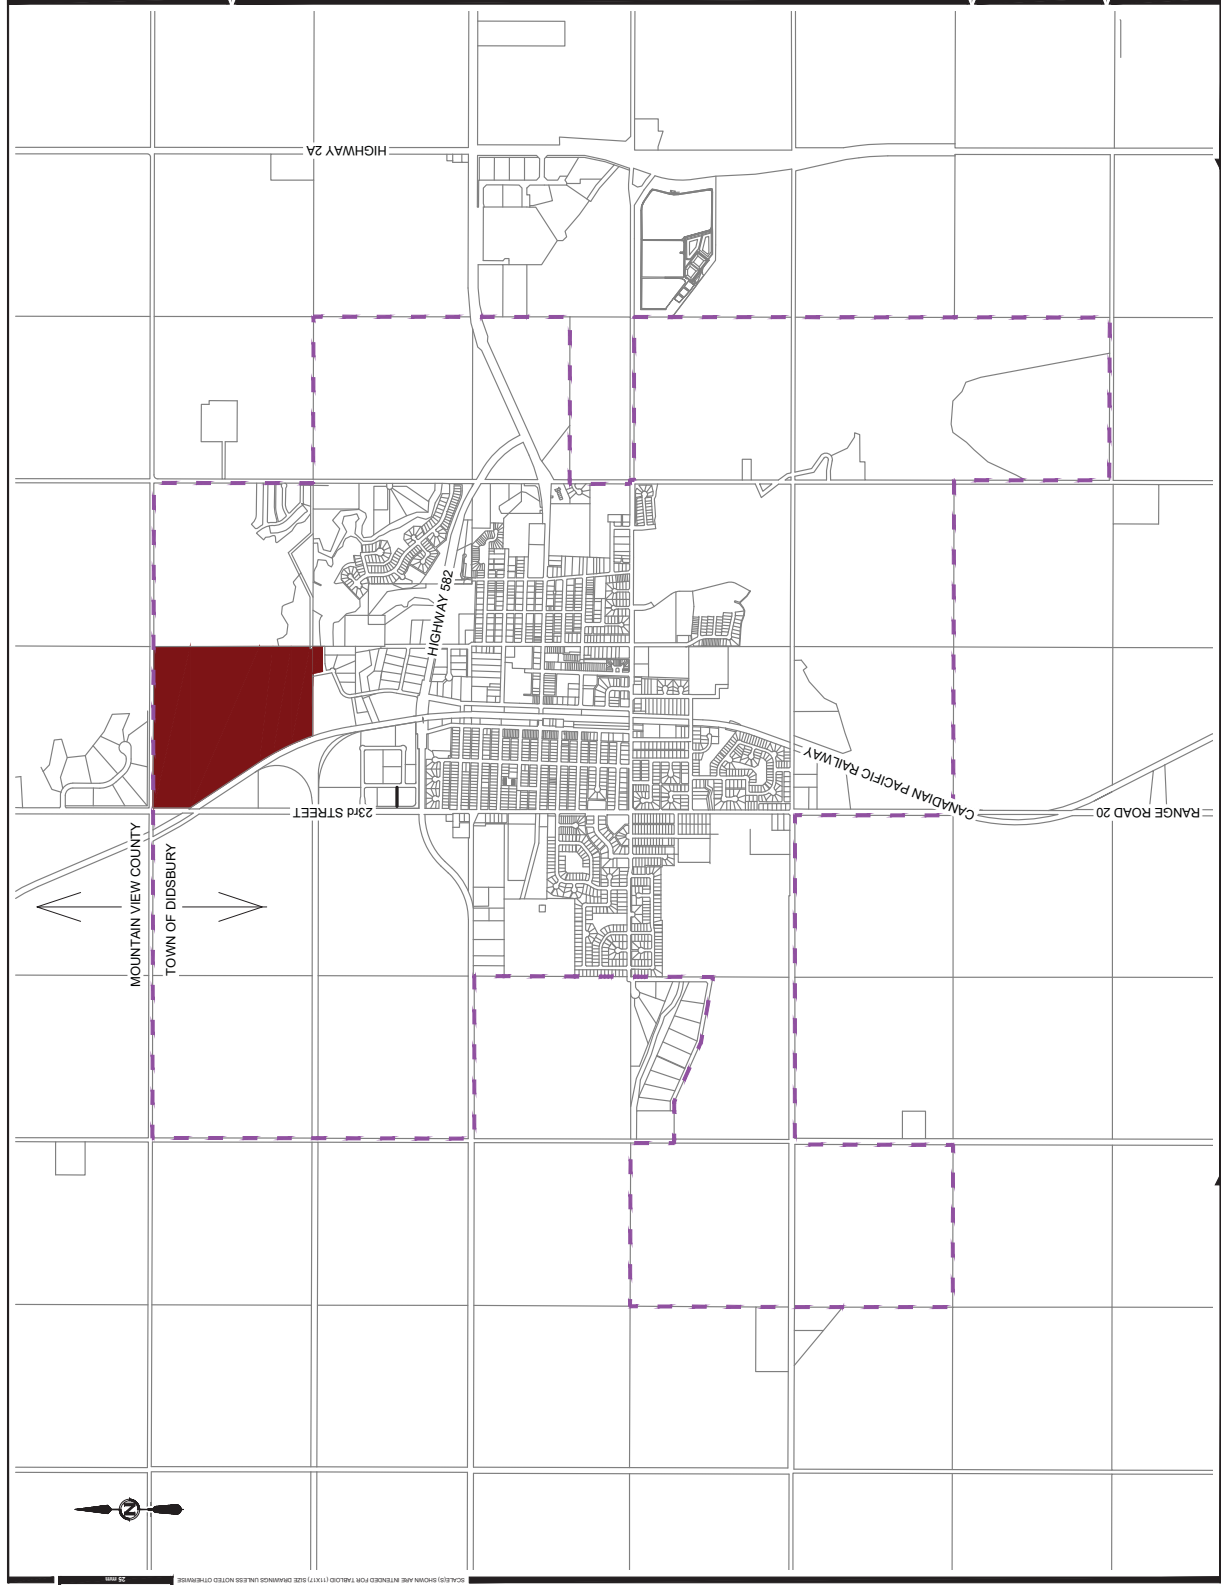 HIGHWAY 2A
HIGHWAY 582
CANADIAN PACIFIC RAILWAY
23rd STREET
RANGE ROAD 20
MOUNTAIN VIEW COUNTY
TOWN OF DIDSBURY
N
25 mm
SCALE(S) SHOWN ARE INTENDED FOR TABLOID (11X17) SIZE DRAWINGS UNLESS NOTED OTHERWISE